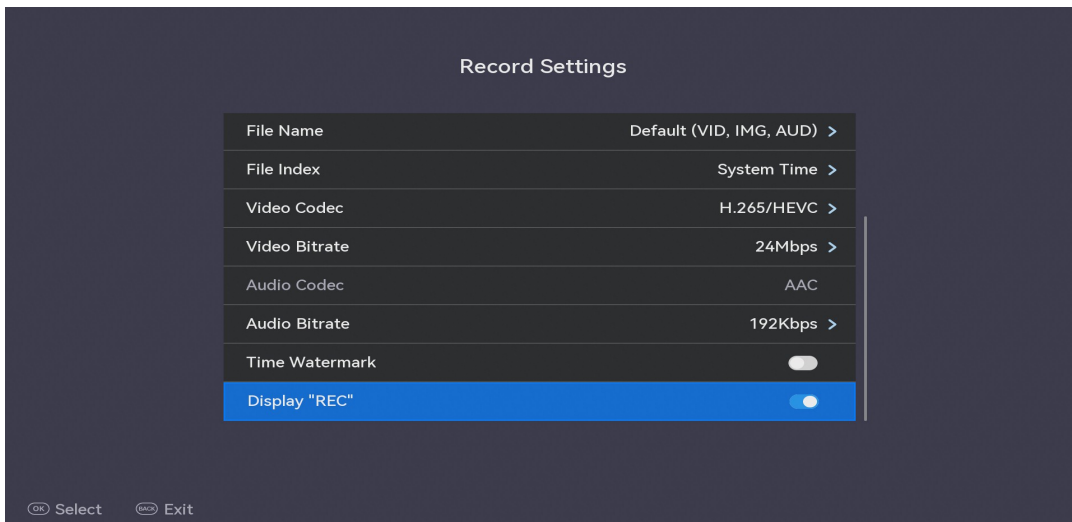 Record Settings
File Name Default (VID, IMG, AUD) >
File Index System Time >
Video Codec H.265/HEVC >
Video Bitrate 24Mbps >
Audio Codec AAC
Audio Bitrate 192Kbps >
Time Watermark
Display "REC"
OK Select BACK Exit